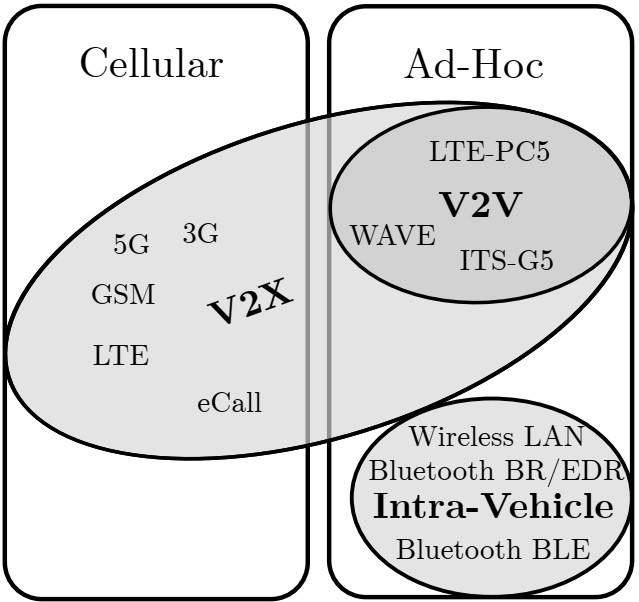 Cellular
Ad-Hoc
LTE-PC5
V2V
WAVE
ITS-G5
5G
3G
GSM
V2X
LTE
eCall
Wireless LAN
Bluetooth BR/EDR
Intra-Vehicle
Bluetooth BLE